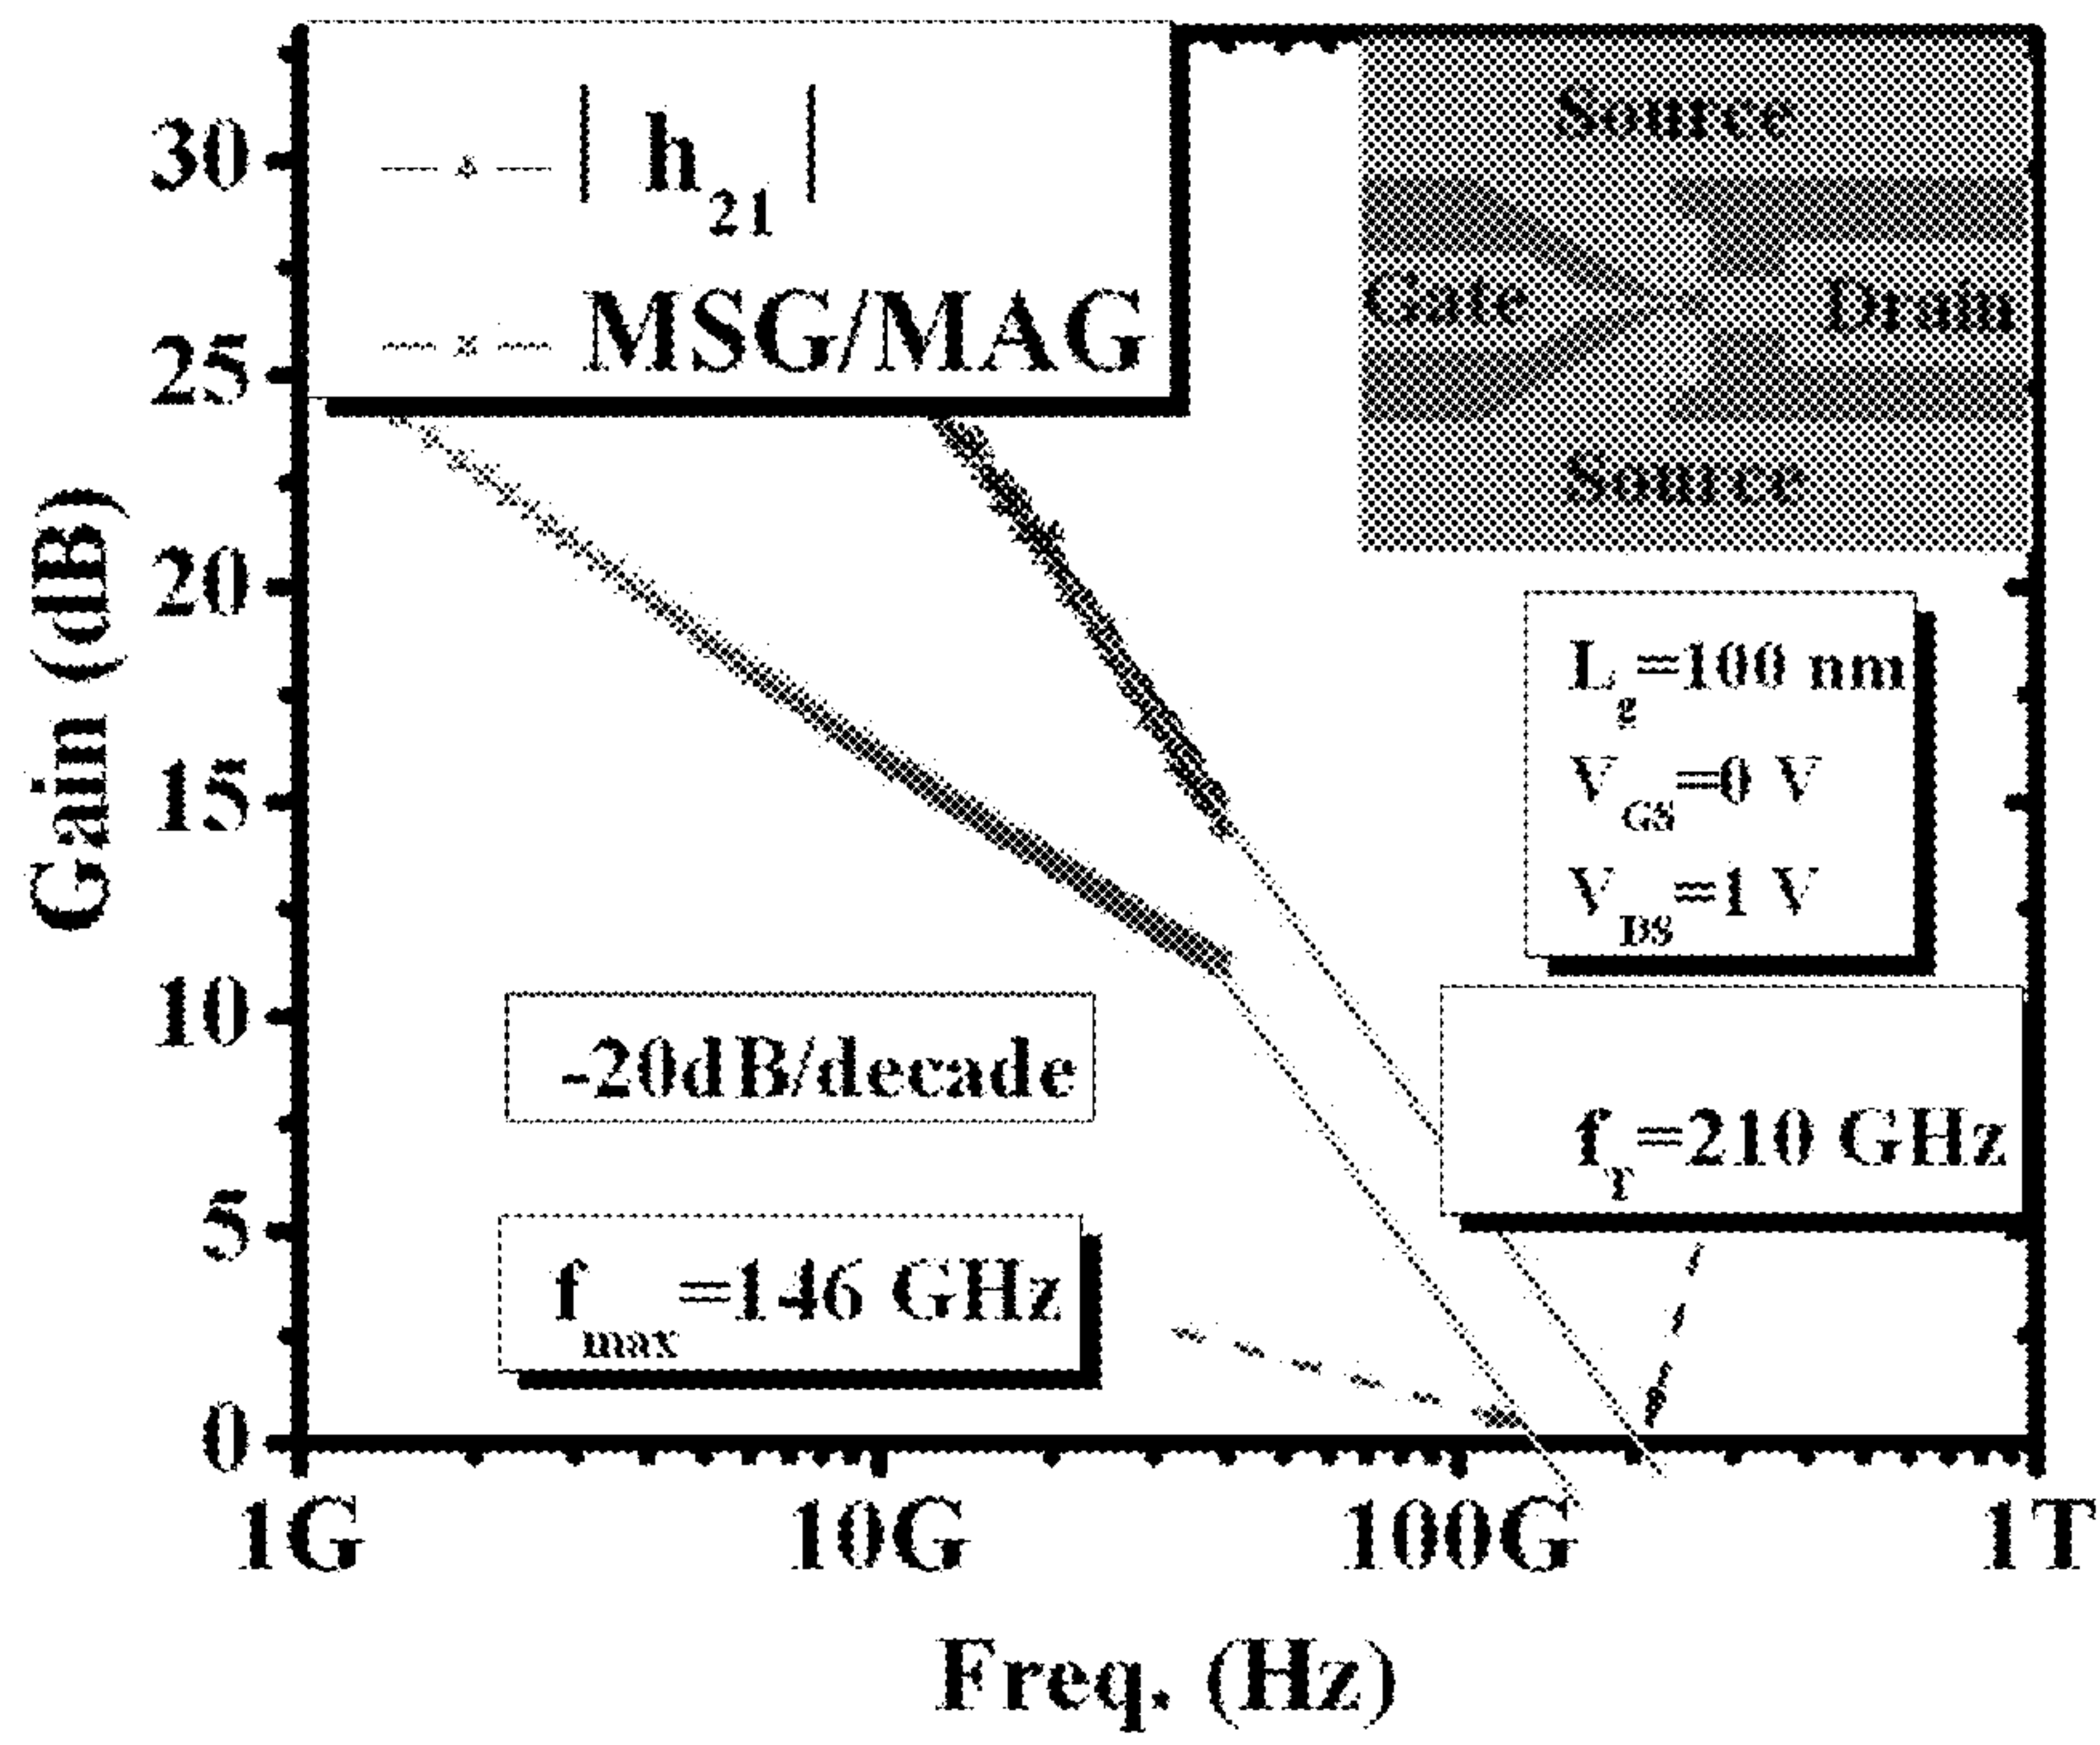 | h21 |
MSG/MAG
Source
Gate
Drain
Source
Lg=100 nm
VGS=0 V
VDS=1 V
fT=210 GHz
-20dB/decade
fmax=146 GHz
Gain (dB)
30
25
20
15
10
5
0
1G 10G 100G 1T
Freq. (Hz)